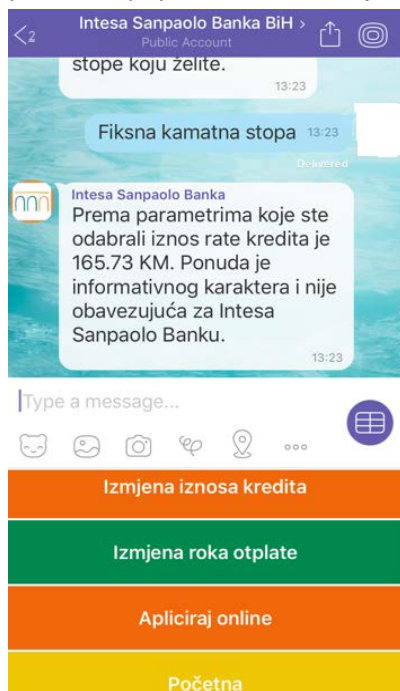 2
Intesa Sanpaolo Banka BiH >
Public Account
stope koju želite.
13:23
Fiksna kamatna stopa 13:23
Delivered
Intesa Sanpaolo Banka
Prema parametrima koje ste
odabrali iznos rate kredita je
165.73 KM. Ponuda je
informativnog karaktera i nije
obavezujuća za Intesa
Sanpaolo Banku.
13:23
Type a message...
Izmjena iznosa kredita
Izmjena roka otplate
Apliciraj online
Početna